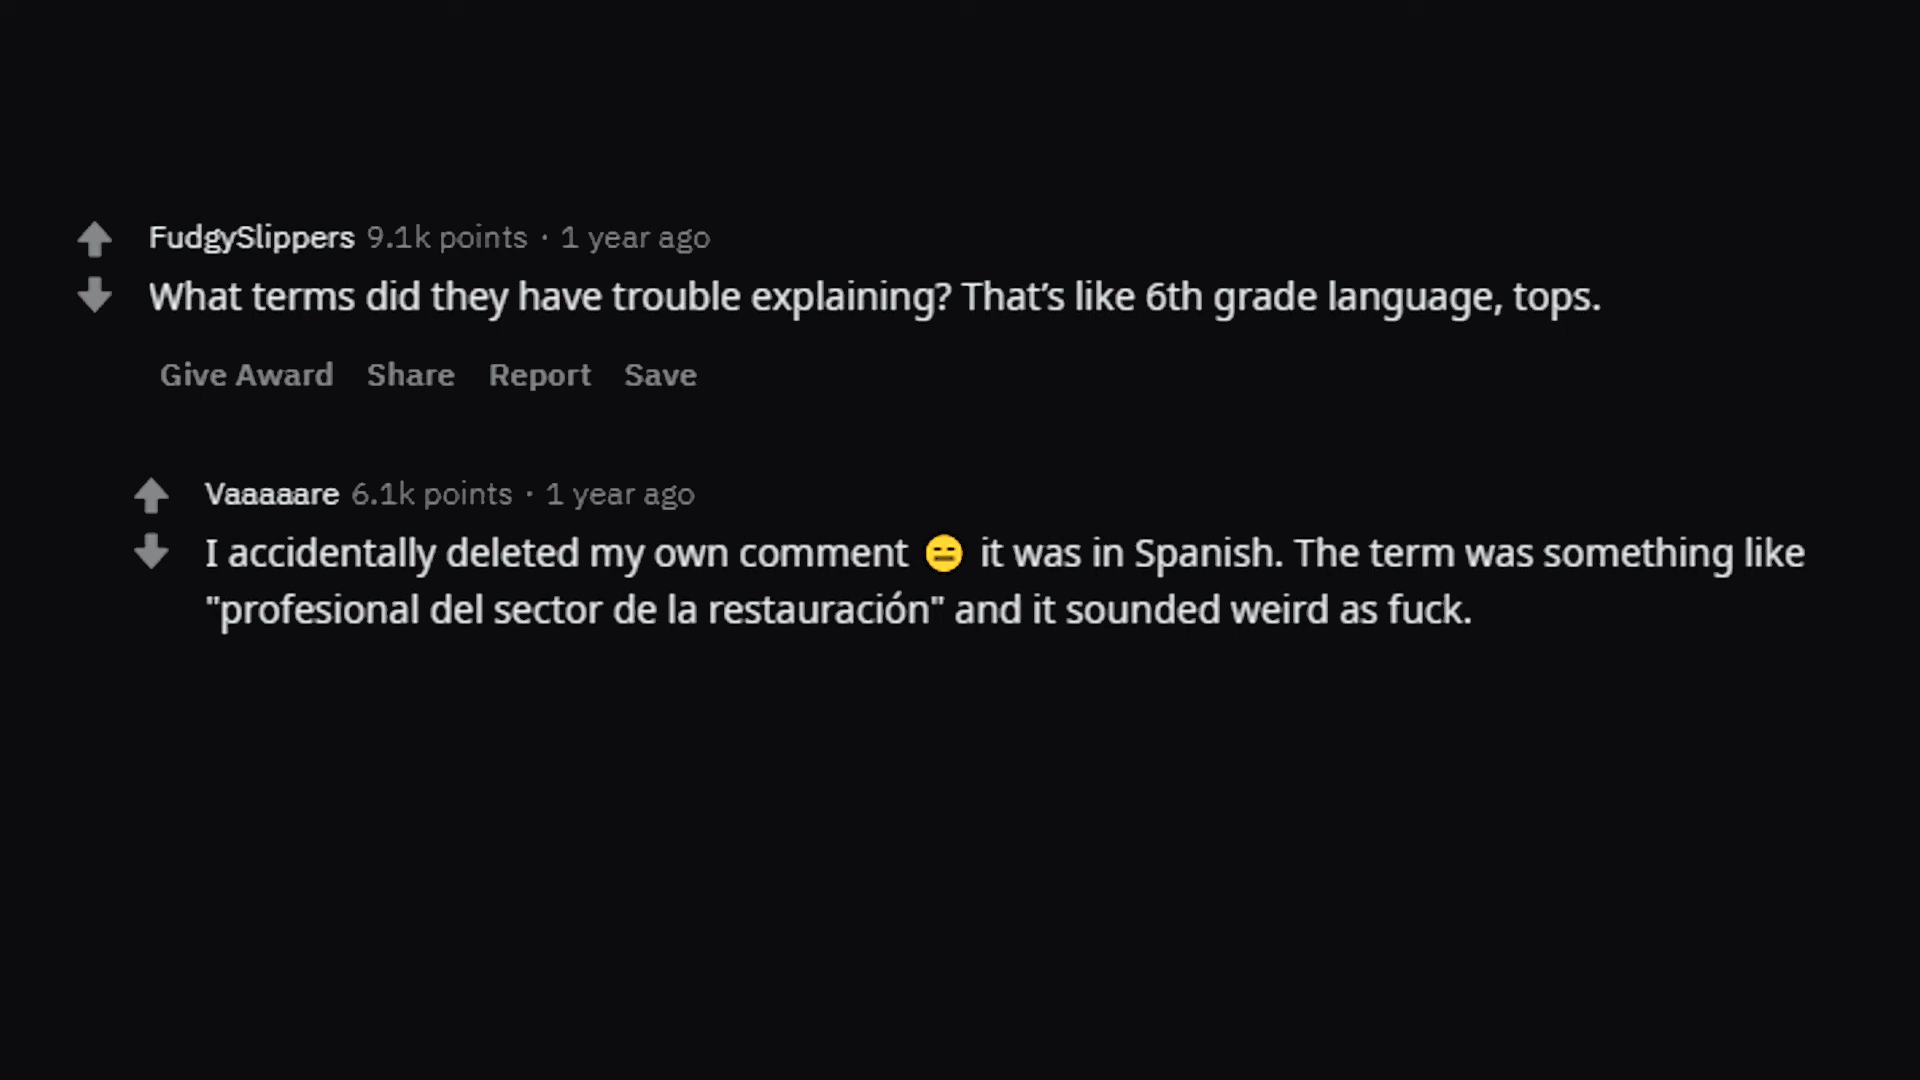 FudgySlippers 9.1k points · 1 year ago
What terms did they have trouble explaining? That’s like 6th grade language, tops.
Give Award Share Report Save
Vaaaaare 6.1k points · 1 year ago
I accidentally deleted my own comment 😑 it was in Spanish. The term was something like
"profesional del sector de la restauración" and it sounded weird as fuck.